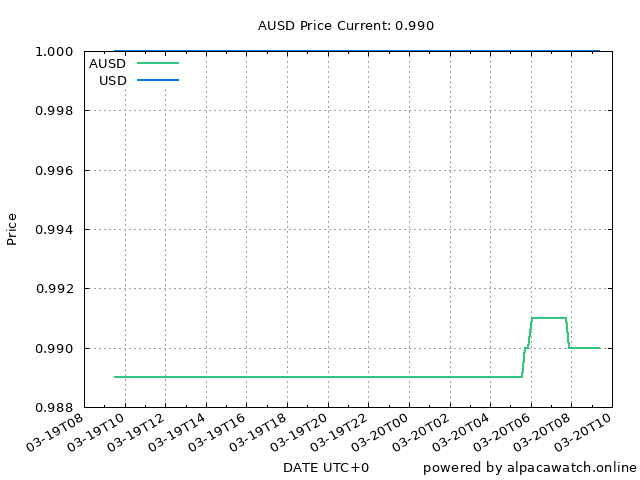 AUSD Price Current: 0.990
1.000
0.998
0.996
0.994
0.992
0.990
0.988
Price
AUSD
USD
03-19T08
03-19T10
03-19T12
03-19T14
03-19T16
03-19T18
03-19T20
03-19T22
03-20T00
03-20T02
03-20T04
03-20T06
03-20T08
03-20T10
DATE UTC+0
powered by alpacawatch.online